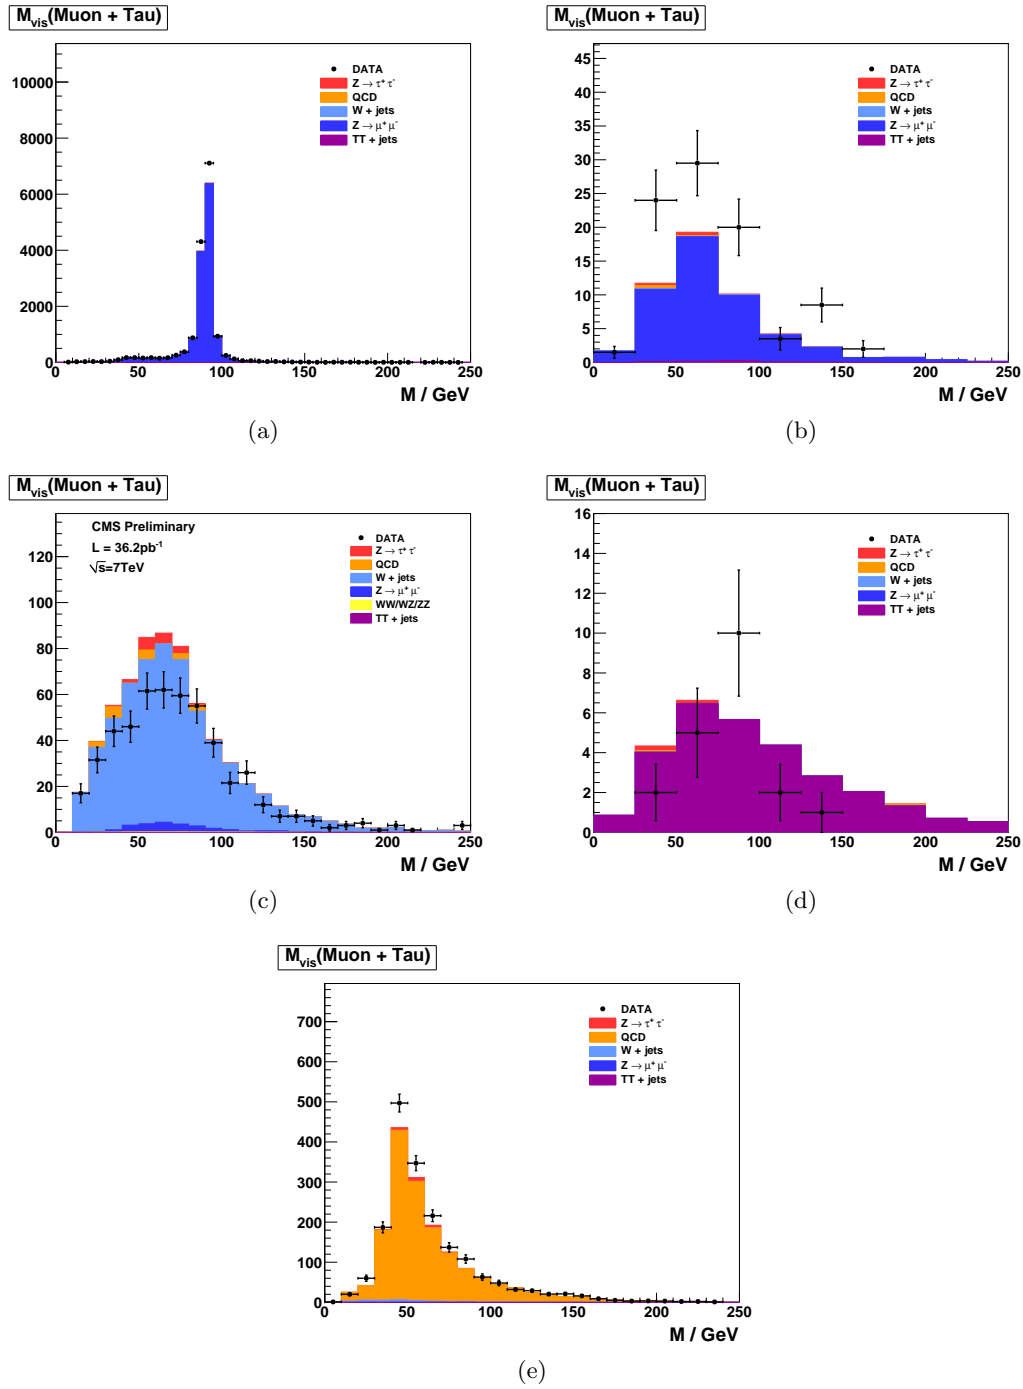 M_vis(Muon + Tau)
10000
8000
6000
4000
2000
0
0 50 100 150 200 250
M / GeV
DATA
Z → τ⁺ τ⁻
QCD
W + jets
Z → μ⁺ μ⁻
TT + jets
(a)
M_vis(Muon + Tau)
45
40
35
30
25
20
15
10
5
0
0 50 100 150 200 250
M / GeV
DATA
Z → τ⁺ τ⁻
QCD
W + jets
Z → μ⁺ μ⁻
TT + jets
(b)
M_vis(Muon + Tau)
CMS Preliminary
L = 36.2pb⁻¹
√s=7TeV
120
100
80
60
40
20
0
0 50 100 150 200 250
M / GeV
DATA
Z → τ⁺ τ⁻
QCD
W + jets
Z → μ⁺ μ⁻
WW/WZ/ZZ
TT + jets
(c)
M_vis(Muon + Tau)
16
14
12
10
8
6
4
2
0
0 50 100 150 200 250
M / GeV
DATA
Z → τ⁺ τ⁻
QCD
W + jets
Z → μ⁺ μ⁻
TT + jets
(d)
M_vis(Muon + Tau)
700
600
500
400
300
200
100
0
0 50 100 150 200 250
M / GeV
DATA
Z → τ⁺ τ⁻
QCD
W + jets
Z → μ⁺ μ⁻
TT + jets
(e)